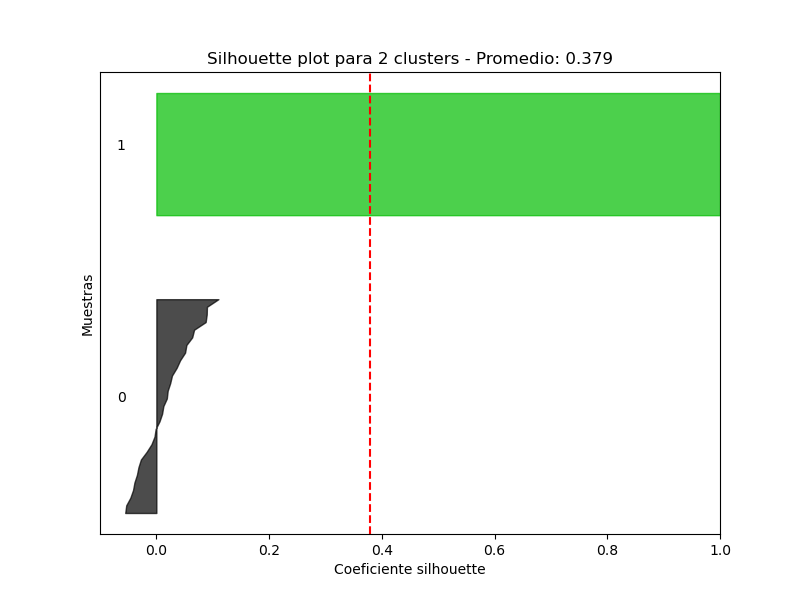 Silhouette plot para 2 clusters - Promedio: 0.379
1
0
Muestras
0.0 0.2 0.4 0.6 0.8 1.0
Coeficiente silhouette